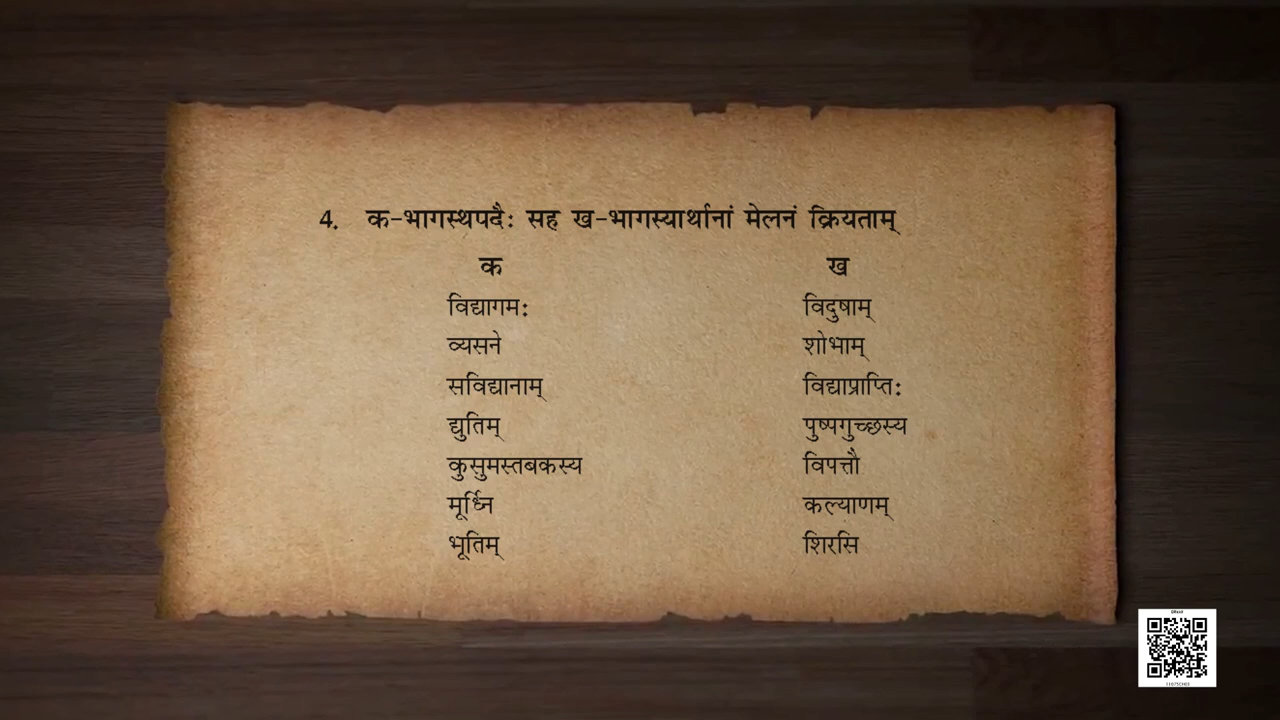 4. क-भागस्थपदैः सह ख-भागस्यार्थानां मेलनं क्रियताम्
क ख
विद्यागमः विदुषाम्
व्यसने शोभाम्
सविद्यानाम् विद्याप्राप्तिः
द्युतिम् पुष्पगुच्छस्य
कुसुमस्तबकस्य विपत्तौ
मूर्ध्नि कल्याणम्
भूतिम् शिरसि